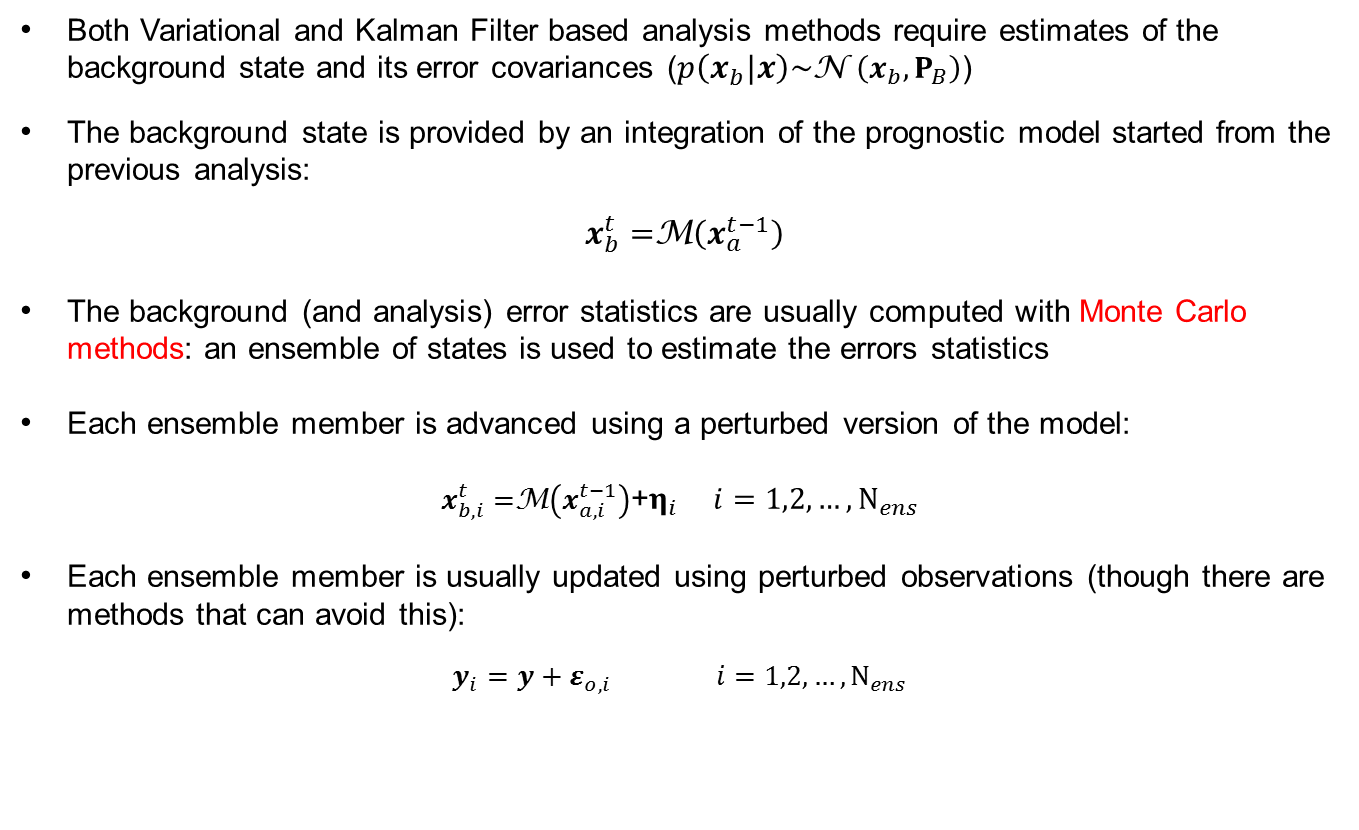 • Both Variational and Kalman Filter based analysis methods require estimates of the
background state and its error covariances (𝑝(𝒙_𝑏|𝒙)~𝒩(𝒙_𝑏, 𝐏_𝐵))
• The background state is provided by an integration of the prognostic model started from the
previous analysis:
𝒙_𝑏^𝑡 =ℳ(𝒙_𝑎^{𝑡−1})
• The background (and analysis) error statistics are usually computed with Monte Carlo
methods: an ensemble of states is used to estimate the errors statistics
• Each ensemble member is advanced using a perturbed version of the model:
𝒙_{𝑏,𝑖}^𝑡 =ℳ(𝒙_{𝑎,𝑖}^{𝑡−1})+𝛈_𝑖 𝑖 = 1,2, … , N_{𝑒𝑛𝑠}
• Each ensemble member is usually updated using perturbed observations (though there are
methods that can avoid this):
𝒚_𝑖 = 𝒚 + 𝜺_{𝑜,𝑖} 𝑖 = 1,2, … , N_{𝑒𝑛𝑠}